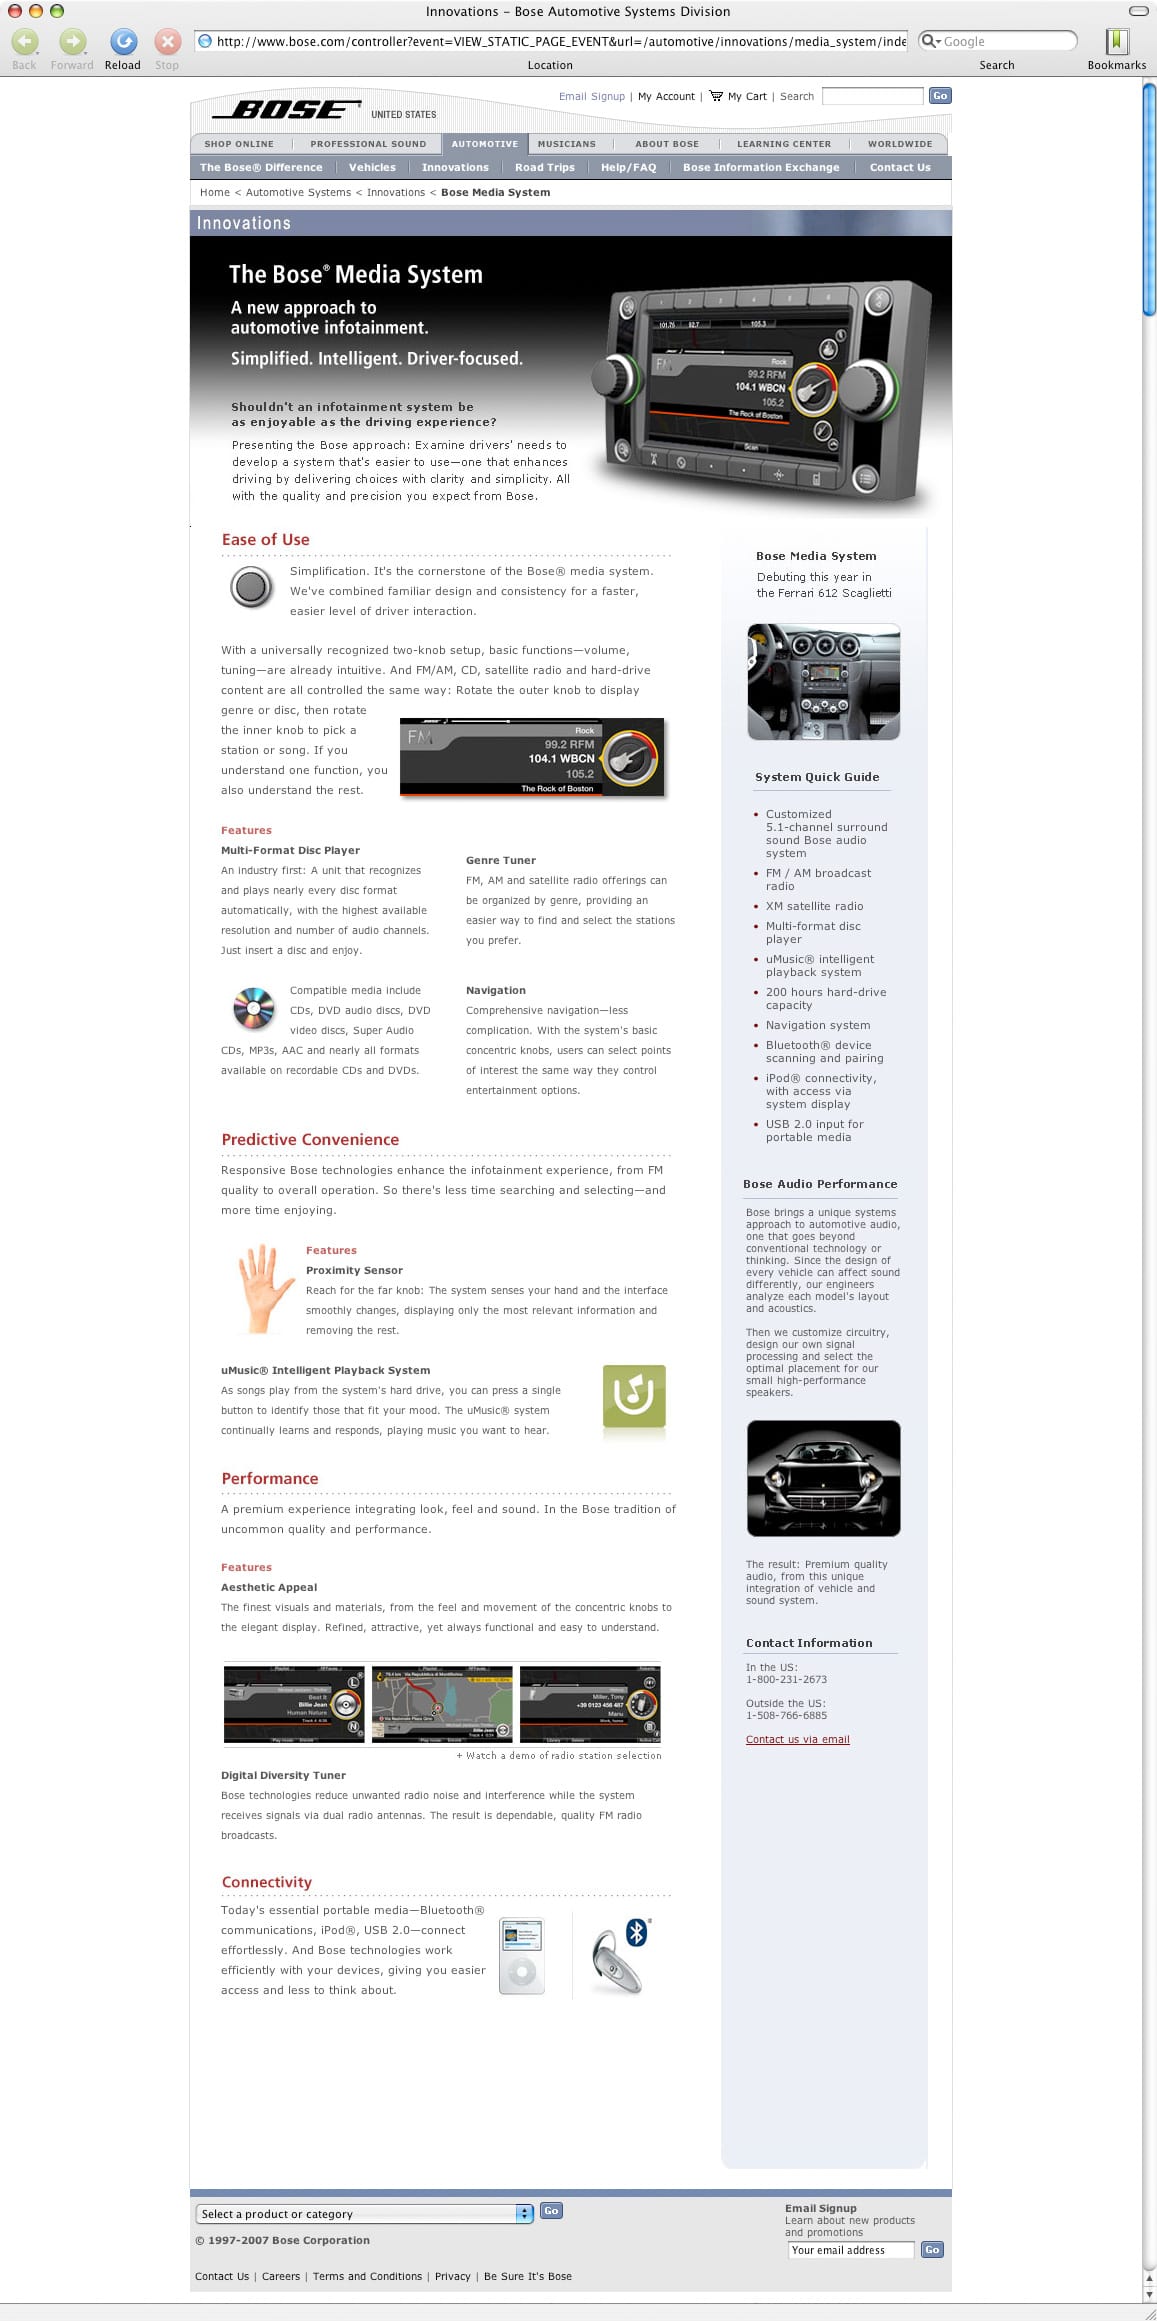 Innovations – Bose Automotive Systems Division
http://www.bose.com/controller?event=VIEW_STATIC_PAGE_EVENT&url=/automotive/innovations/media_system/inde
Google
Back Forward Reload Stop Location Search Bookmarks
Email Signup | My Account | My Cart | Search Go
BOSE UNITED STATES
SHOP ONLINE PROFESSIONAL SOUND AUTOMOTIVE MUSICIANS ABOUT BOSE LEARNING CENTER WORLDWIDE
The Bose® Difference Vehicles Innovations Road Trips Help/FAQ Bose Information Exchange Contact Us
Home < Automotive Systems < Innovations < Bose Media System
Innovations
The Bose® Media System
A new approach to
automotive infotainment.
Simplified. Intelligent. Driver-focused.
Shouldn't an infotainment system be
as enjoyable as the driving experience?
Presenting the Bose approach: Examine drivers' needs to
develop a system that's easier to use—one that enhances
driving by delivering choices with clarity and simplicity. All
with the quality and precision you expect from Bose.
1 2 3 4 5 6
101.75 92.7 105.3
FM
Rock
99.2 RFM
104.1 WBCN
105.2
The Rock of Boston
Scan
Ease of Use
Simplification. It's the cornerstone of the Bose® media system.
We've combined familiar design and consistency for a faster,
easier level of driver interaction.
With a universally recognized two-knob setup, basic functions—volume,
tuning—are already intuitive. And FM/AM, CD, satellite radio and hard-drive
content are all controlled the same way: Rotate the outer knob to display
genre or disc, then rotate
the inner knob to pick a
station or song. If you
understand one function, you
also understand the rest.
BOSE
FM
Rock
99.2 RFM
104.1 WBCN
105.2
The Rock of Boston
Features
Multi-Format Disc Player
An industry first: A unit that recognizes
and plays nearly every disc format
automatically, with the highest available
resolution and number of audio channels.
Just insert a disc and enjoy.
Compatible media include
CDs, DVD audio discs, DVD
video discs, Super Audio
CDs, MP3s, AAC and nearly all formats
available on recordable CDs and DVDs.
Genre Tuner
FM, AM and satellite radio offerings can
be organized by genre, providing an
easier way to find and select the stations
you prefer.
Navigation
Comprehensive navigation—less
complication. With the system's basic
concentric knobs, users can select points
of interest the same way they control
entertainment options.
Predictive Convenience
Responsive Bose technologies enhance the infotainment experience, from FM
quality to overall operation. So there's less time searching and selecting—and
more time enjoying.
Features
Proximity Sensor
Reach for the far knob: The system senses your hand and the interface
smoothly changes, displaying only the most relevant information and
removing the rest.
uMusic® Intelligent Playback System
As songs play from the system's hard drive, you can press a single
button to identify those that fit your mood. The uMusic® system
continually learns and responds, playing music you want to hear.
Performance
A premium experience integrating look, feel and sound. In the Bose tradition of
uncommon quality and performance.
Features
Aesthetic Appeal
The finest visuals and materials, from the feel and movement of the concentric knobs to
the elegant display. Refined, attractive, yet always functional and easy to understand.
Beat It
Billie Jean
Human Nature
Miller, Tony
+39 0123 456 487
Manu
+ Watch a demo of radio station selection
Digital Diversity Tuner
Bose technologies reduce unwanted radio noise and interference while the system
receives signals via dual radio antennas. The result is dependable, quality FM radio
broadcasts.
Connectivity
Today's essential portable media—Bluetooth®
communications, iPod®, USB 2.0—connect
effortlessly. And Bose technologies work
efficiently with your devices, giving you easier
access and less to think about.
Bose Media System
Debuting this year in
the Ferrari 612 Scaglietti
System Quick Guide
• Customized
5.1-channel surround
sound Bose audio
system
• FM / AM broadcast
radio
• XM satellite radio
• Multi-format disc
player
• uMusic® intelligent
playback system
• 200 hours hard-drive
capacity
• Navigation system
• Bluetooth® device
scanning and pairing
• iPod® connectivity,
with access via
system display
• USB 2.0 input for
portable media
Bose Audio Performance
Bose brings a unique systems
approach to automotive audio,
one that goes beyond
conventional technology or
thinking. Since the design of
every vehicle can affect sound
differently, our engineers
analyze each model's layout
and acoustics.
Then we customize circuitry,
design our own signal
processing and select the
optimal placement for our
small high-performance
speakers.
The result: Premium quality
audio, from this unique
integration of vehicle and
sound system.
Contact Information
In the US:
1-800-231-2673
Outside the US:
1-508-766-6885
Contact us via email
Select a product or category Go
© 1997-2007 Bose Corporation
Contact Us | Careers | Terms and Conditions | Privacy | Be Sure It's Bose
Email Signup
Learn about new products
and promotions
Your email address Go